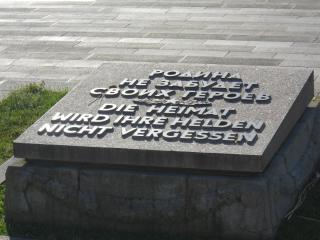 РОДИНА
НЕ ЗАБУДЕТ
СВОИХ ГЕРОЕВ
DIE HEIMAT
WIRD IHRE HELDEN
NICHT VERGESSEN